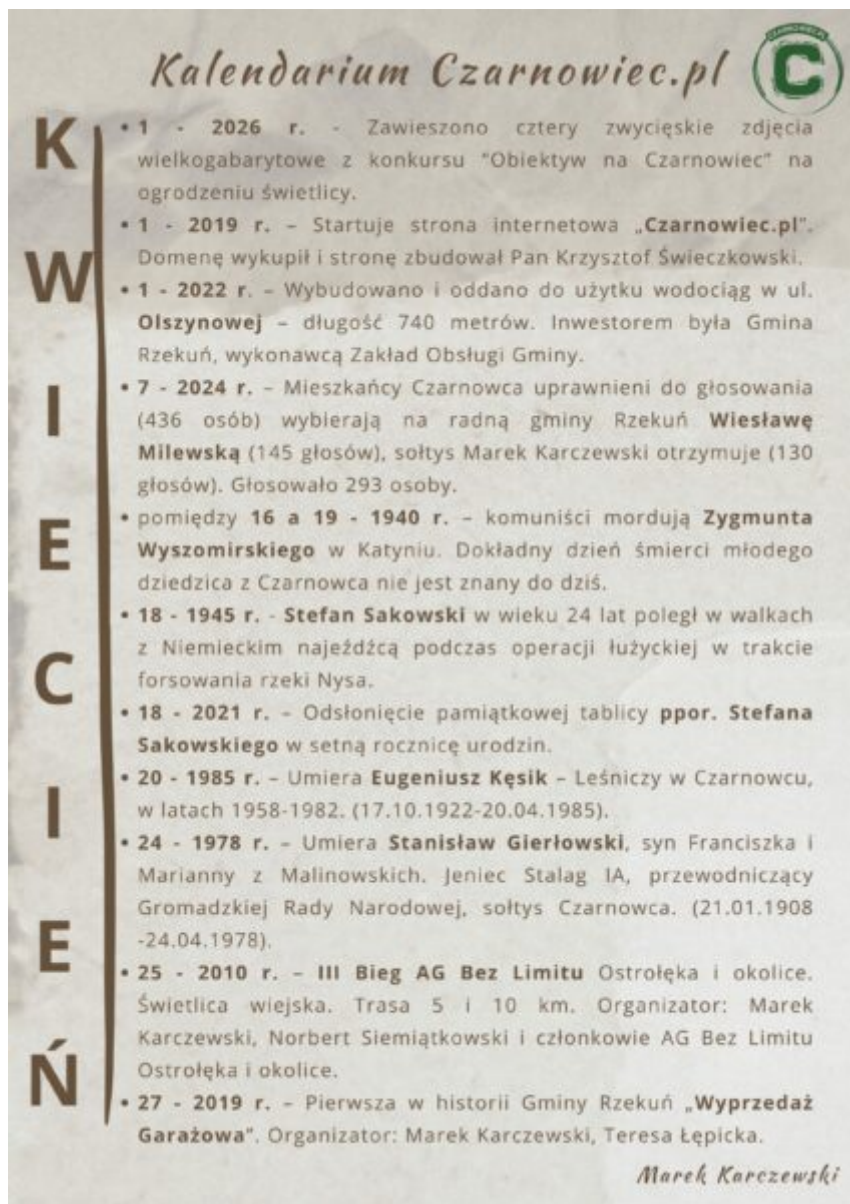 Kalendarium Czarnowiec.pl
CZARNOWIEC.PL
C
KWIECIEŃ
• 1 - 2026 r. - Zawieszono cztery zwycięskie zdjęcia
wielkogabarytowe z konkursu "Obiektyw na Czarnowiec" na
ogrodzeniu świetlicy.
• 1 - 2019 r. – Startuje strona internetowa „Czarnowiec.pl".
Domenę wykupił i stronę zbudował Pan Krzysztof Świeczkowski.
• 1 - 2022 r. – Wybudowano i oddano do użytku wodociąg w ul.
Olszynowej – długość 740 metrów. Inwestorem była Gmina
Rzekuń, wykonawcą Zakład Obsługi Gminy.
• 7 - 2024 r. – Mieszkańcy Czarnowca uprawnieni do głosowania
(436 osób) wybierają na radną gminy Rzekuń Wiesławę
Milewską (145 głosów), sołtys Marek Karczewski otrzymuje (130
głosów). Głosowało 293 osoby.
• pomiędzy 16 a 19 - 1940 r. – komuniści mordują Zygmunta
Wyszomirskiego w Katyniu. Dokładny dzień śmierci młodego
dziedzica z Czarnowca nie jest znany do dziś.
• 18 - 1945 r. - Stefan Sakowski w wieku 24 lat poległ w walkach
z Niemieckim najeźdźcą podczas operacji łużyckiej w trakcie
forsowania rzeki Nysa.
• 18 - 2021 r. – Odsłonięcie pamiątkowej tablicy ppor. Stefana
Sakowskiego w setną rocznicę urodzin.
• 20 - 1985 r. – Umiera Eugeniusz Kęsik – Leśniczy w Czarnowcu,
w latach 1958-1982. (17.10.1922-20.04.1985).
• 24 - 1978 r. – Umiera Stanisław Gierłowski, syn Franciszka i
Marianny z Malinowskich. Jeniec Stalag IA, przewodniczący
Gromadzkiej Rady Narodowej, sołtys Czarnowca. (21.01.1908
-24.04.1978).
• 25 - 2010 r. – III Bieg AG Bez Limitu Ostrołęka i okolice.
Świetlica wiejska. Trasa 5 i 10 km. Organizator: Marek
Karczewski, Norbert Siemiątkowski i członkowie AG Bez Limitu
Ostrołęka i okolice.
• 27 - 2019 r. – Pierwsza w historii Gminy Rzekuń „Wyprzedaż
Garażowa". Organizator: Marek Karczewski, Teresa Łępicka.
Marek Karczewski